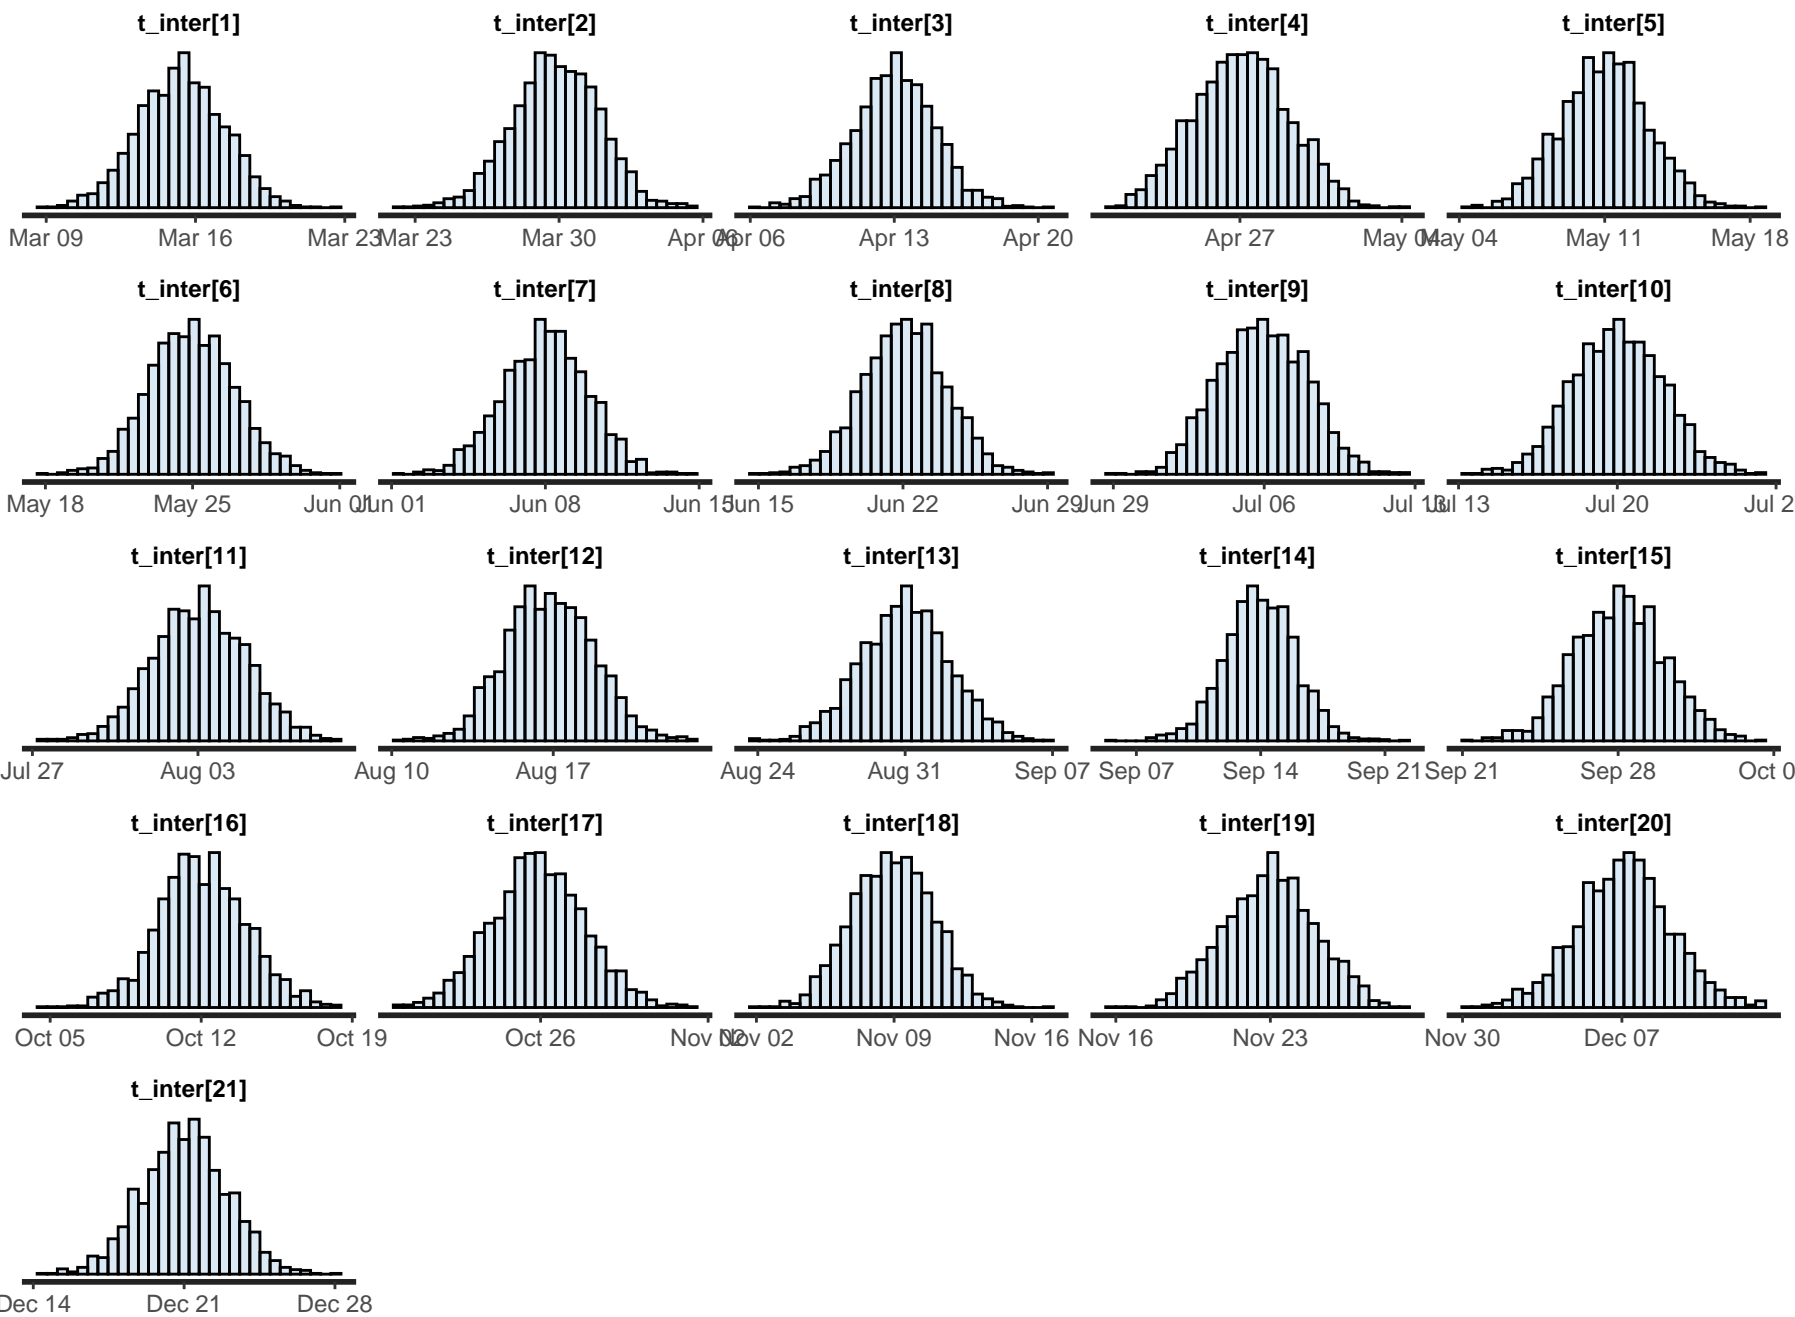 t_inter[1] t_inter[2] t_inter[3] t_inter[4] t_inter[5]
Mar 09 Mar 16 Mar 23 Mar 23 Mar 30 Apr 06 Apr 06 Apr 13 Apr 20 Apr 27 May 04 May 04 May 11 May 18
t_inter[6] t_inter[7] t_inter[8] t_inter[9] t_inter[10]
May 18 May 25 Jun 01 Jun 01 Jun 08 Jun 15 Jun 15 Jun 22 Jun 29 Jun 29 Jul 06 Jul 13 Jul 13 Jul 20 Jul 2
t_inter[11] t_inter[12] t_inter[13] t_inter[14] t_inter[15]
Jul 27 Aug 03 Aug 10 Aug 17 Aug 24 Aug 31 Sep 07 Sep 07 Sep 14 Sep 21 Sep 21 Sep 28 Oct 0
t_inter[16] t_inter[17] t_inter[18] t_inter[19] t_inter[20]
Oct 05 Oct 12 Oct 19 Oct 26 Nov 02 Nov 02 Nov 09 Nov 16 Nov 16 Nov 23 Nov 30 Dec 07
t_inter[21]
Dec 14 Dec 21 Dec 28